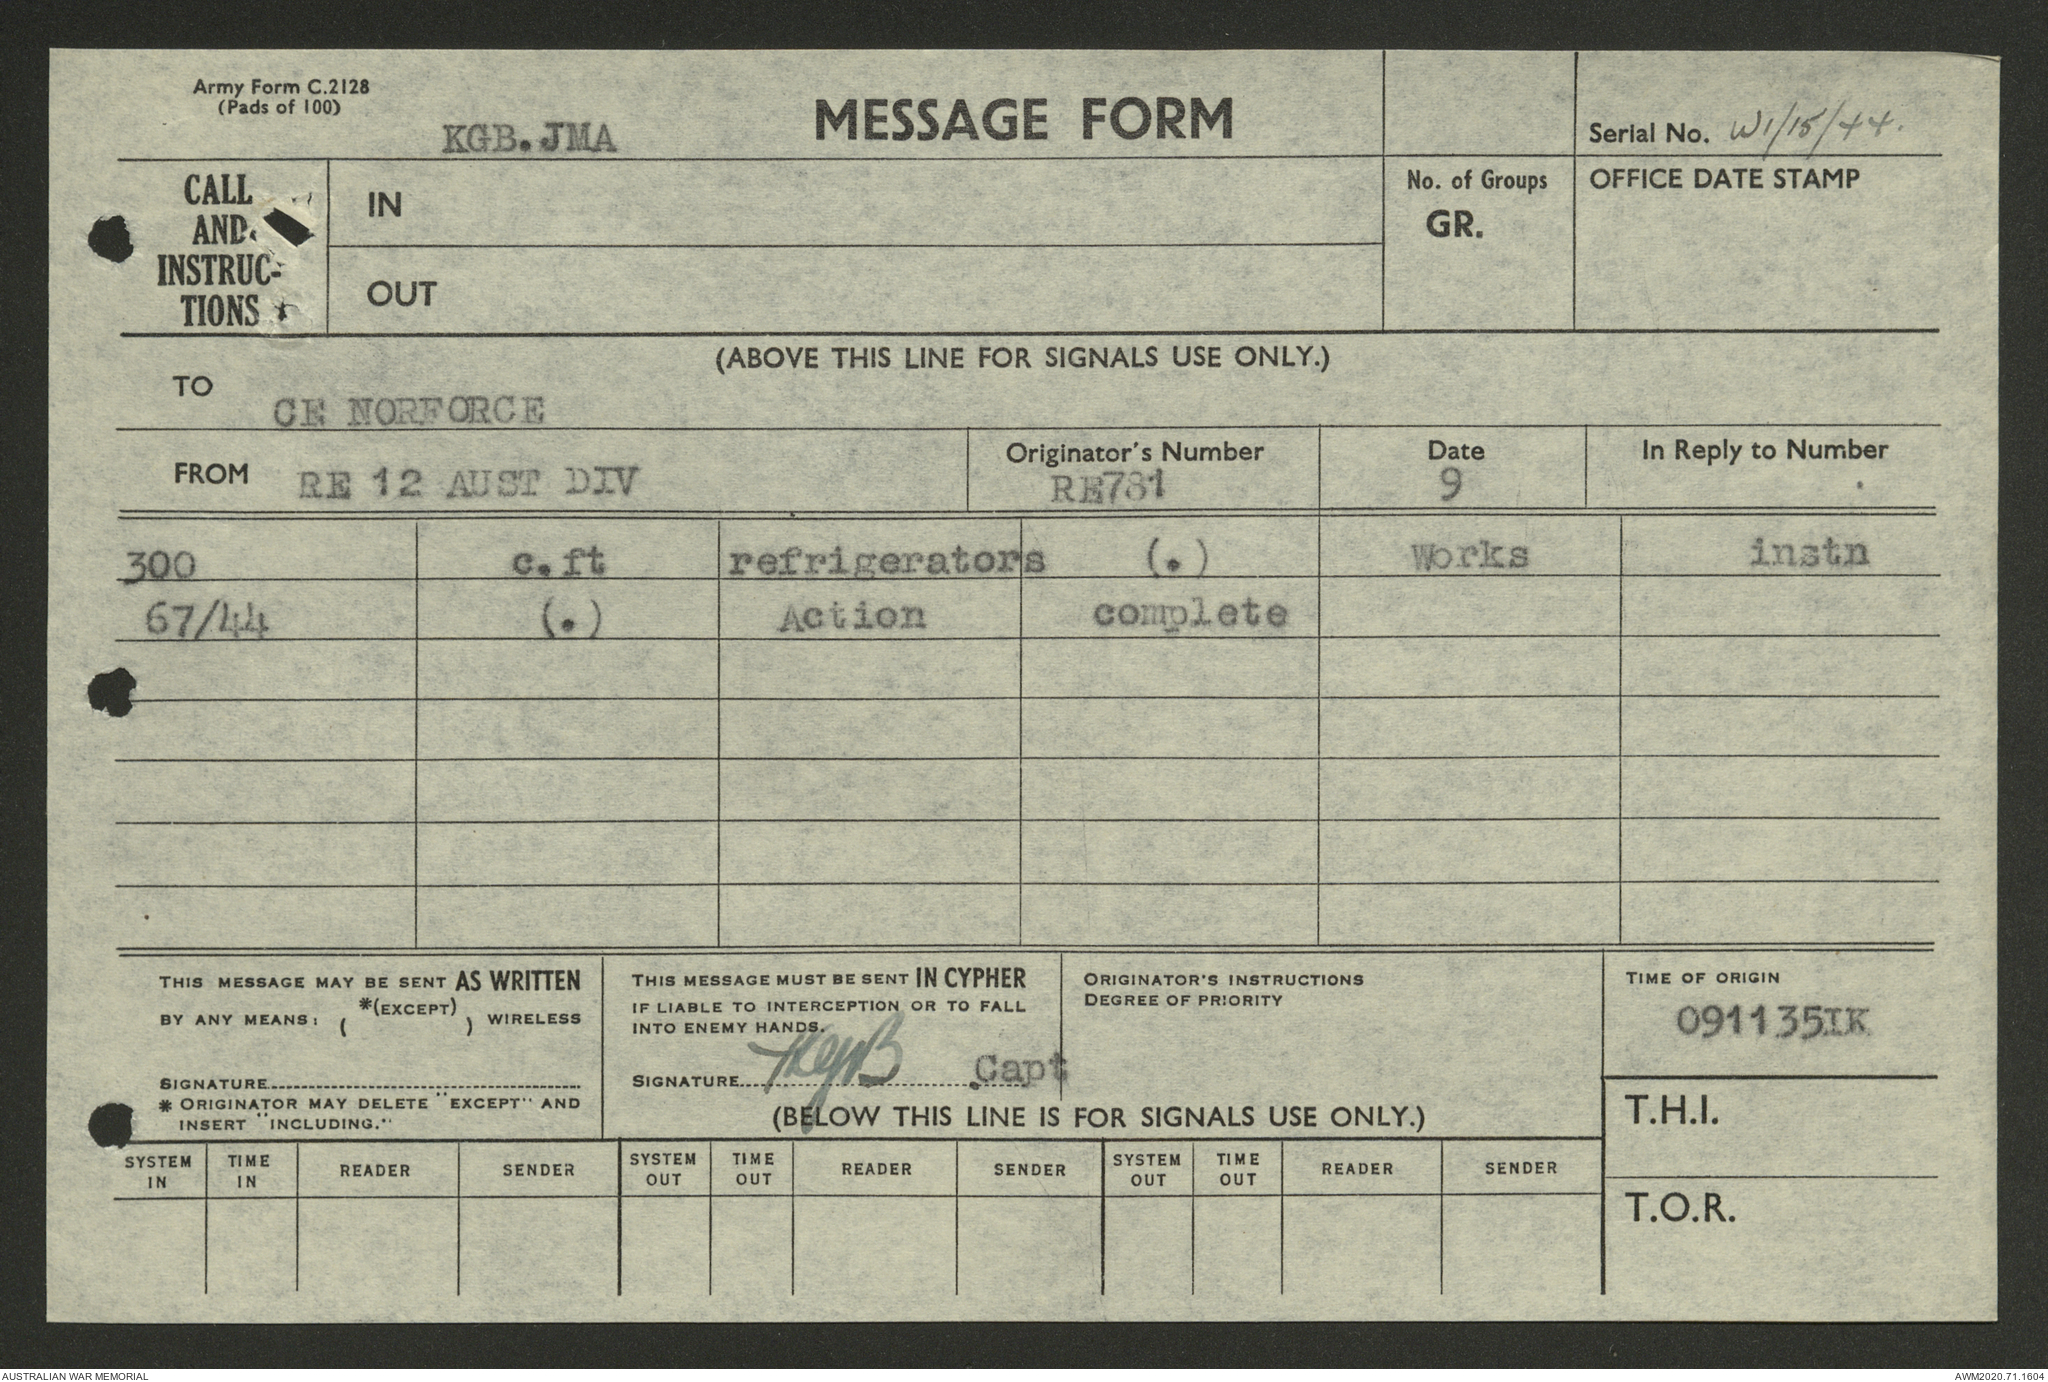 Army Form C.2128
(Pads of 100)
KGB.JMA
MESSAGE FORM
Serial No. W1/15/44.
CALL
AND
INSTRUC-
TIONS
IN
OUT
No. of Groups
GR.
OFFICE DATE STAMP
(ABOVE THIS LINE FOR SIGNALS USE ONLY.)
TO
CE NORFORCE
FROM RE 12 AUST DIV
Originator's Number
RE781
Date
9
In Reply to Number
300 c.ft refrigerators (.) Works instn
67/44 (.) Action complete
THIS MESSAGE MAY BE SENT AS WRITTEN
BY ANY MEANS: ( *(EXCEPT) ) WIRELESS
SIGNATURE
* ORIGINATOR MAY DELETE "EXCEPT" AND
INSERT "INCLUDING."
THIS MESSAGE MUST BE SENT IN CYPHER
IF LIABLE TO INTERCEPTION OR TO FALL
INTO ENEMY HANDS.
SIGNATURE Capt
ORIGINATOR'S INSTRUCTIONS
DEGREE OF PRIORITY
TIME OF ORIGIN
091135IK
(BELOW THIS LINE IS FOR SIGNALS USE ONLY.)
T.H.I.
T.O.R.
SYSTEM IN TIME IN READER SENDER SYSTEM OUT TIME OUT READER SENDER SYSTEM OUT TIME OUT READER SENDER
AUSTRALIAN WAR MEMORIAL
AWM2020.71.1604